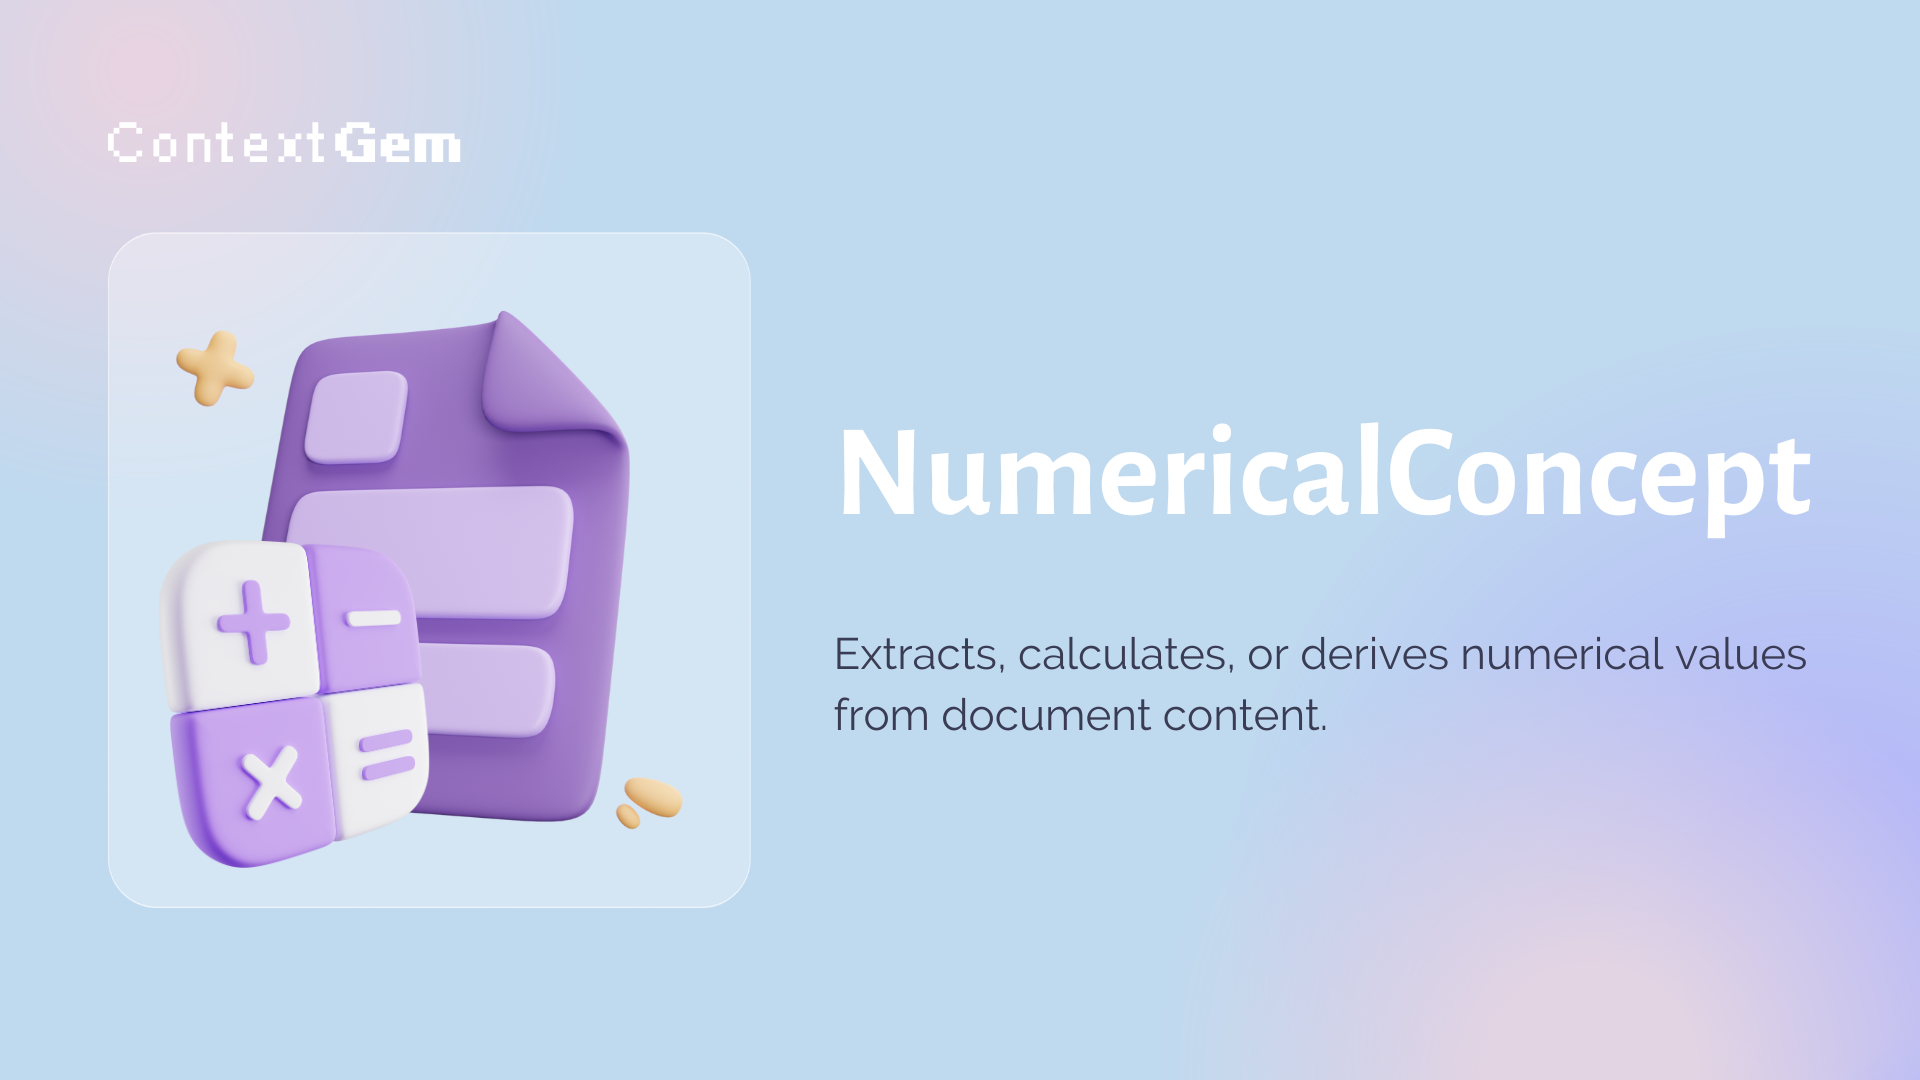 ContextGem
NumericalConcept
Extracts, calculates, or derives numerical values
from document content.